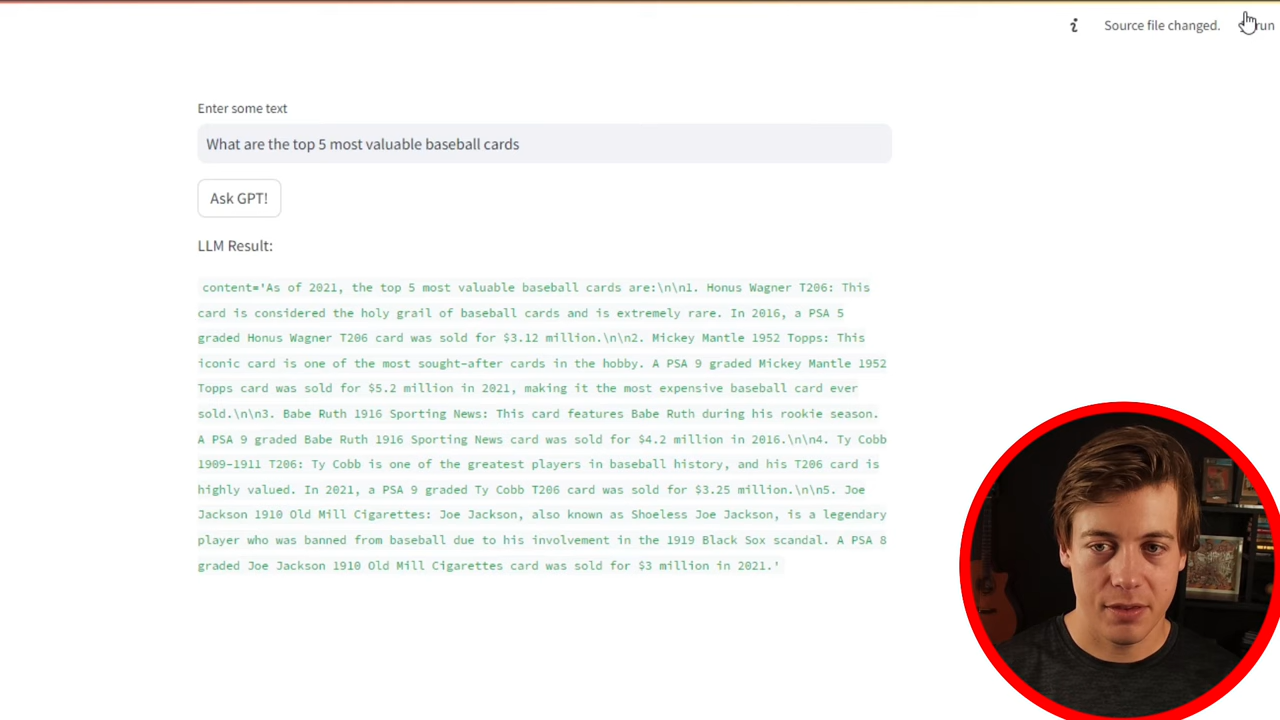 Source file changed.
run
Enter some text
What are the top 5 most valuable baseball cards
Ask GPT!
LLM Result:
content='As of 2021, the top 5 most valuable baseball cards are:\n\n1. Honus Wagner T206: This
card is considered the holy grail of baseball cards and is extremely rare. In 2016, a PSA 5
graded Honus Wagner T206 card was sold for $3.12 million.\n\n2. Mickey Mantle 1952 Topps: This
iconic card is one of the most sought-after cards in the hobby. A PSA 9 graded Mickey Mantle 1952
Topps card was sold for $5.2 million in 2021, making it the most expensive baseball card ever
sold.\n\n3. Babe Ruth 1916 Sporting News: This card features Babe Ruth during his rookie season.
A PSA 9 graded Babe Ruth 1916 Sporting News card was sold for $4.2 million in 2016.\n\n4. Ty Cobb
1909-1911 T206: Ty Cobb is one of the greatest players in baseball history, and his T206 card is
highly valued. In 2021, a PSA 9 graded Ty Cobb T206 card was sold for $3.25 million.\n\n5. Joe
Jackson 1910 Old Mill Cigarettes: Joe Jackson, also known as Shoeless Joe Jackson, is a legendary
player who was banned from baseball due to his involvement in the 1919 Black Sox scandal. A PSA 8
graded Joe Jackson 1910 Old Mill Cigarettes card was sold for $3 million in 2021.'